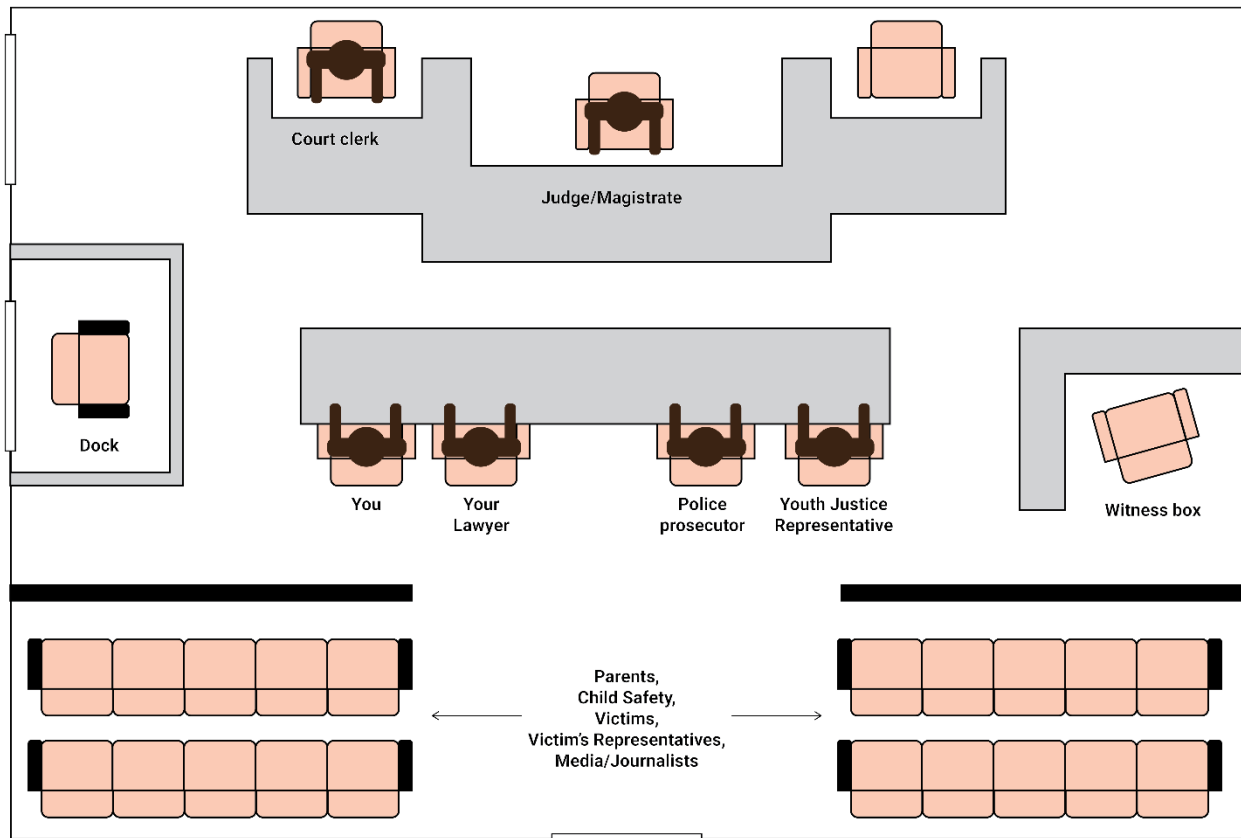 Court clerk
Judge/Magistrate
Dock
You
Your
Lawyer
Police
prosecutor
Youth Justice
Representative
Witness box
Parents,
Child Safety,
Victims,
Victim's Representatives,
Media/Journalists